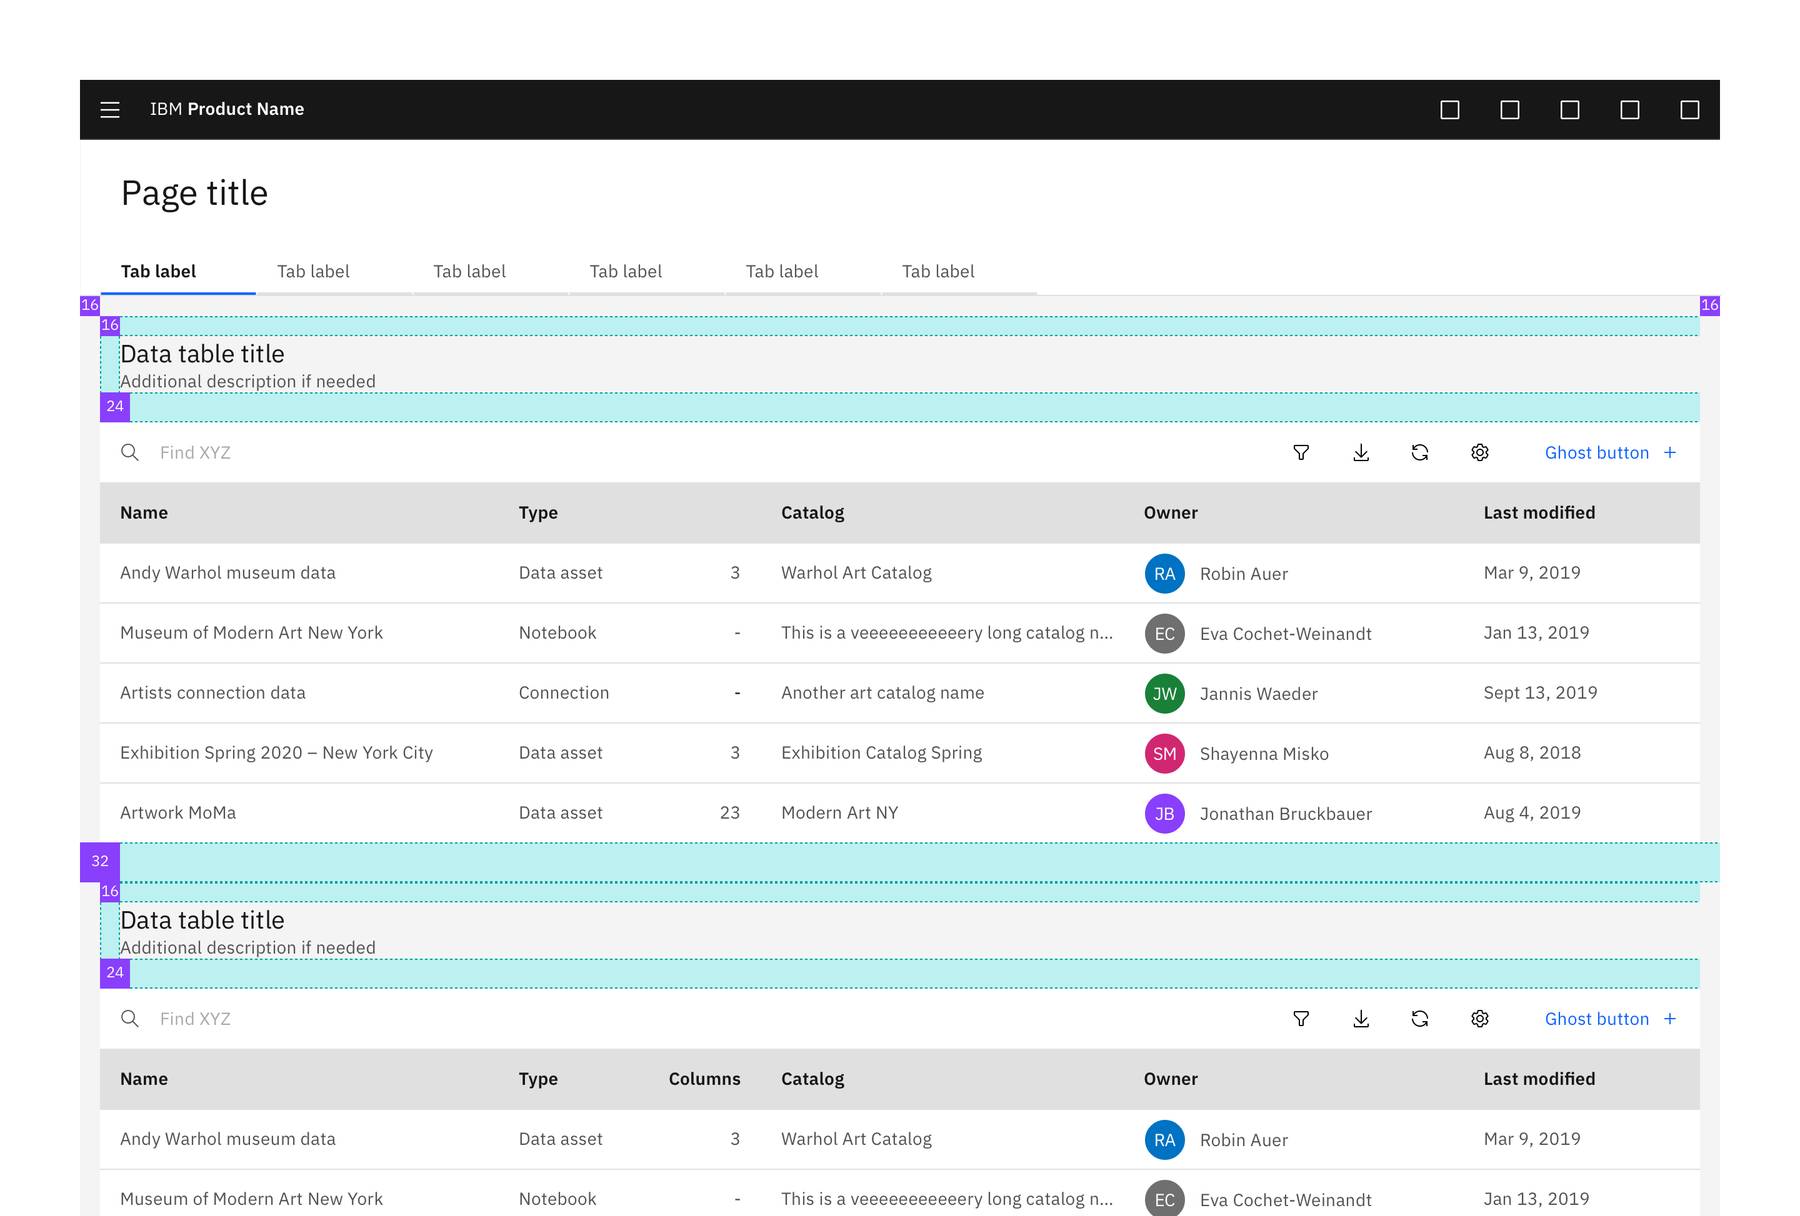 IBM Product Name
Page title
Tab label Tab label Tab label Tab label Tab label Tab label
16 16
16
Data table title
Additional description if needed
24
Find XYZ Ghost button +
Name Type Catalog Owner Last modified
Andy Warhol museum data Data asset 3 Warhol Art Catalog RA Robin Auer Mar 9, 2019
Museum of Modern Art New York Notebook - This is a veeeeeeeeeeery long catalog n... EC Eva Cochet-Weinandt Jan 13, 2019
Artists connection data Connection - Another art catalog name JW Jannis Waeder Sept 13, 2019
Exhibition Spring 2020 – New York City Data asset 3 Exhibition Catalog Spring SM Shayenna Misko Aug 8, 2018
Artwork MoMa Data asset 23 Modern Art NY JB Jonathan Bruckbauer Aug 4, 2019
32
16
Data table title
Additional description if needed
24
Find XYZ Ghost button +
Name Type Columns Catalog Owner Last modified
Andy Warhol museum data Data asset 3 Warhol Art Catalog RA Robin Auer Mar 9, 2019
Museum of Modern Art New York Notebook - This is a veeeeeeeeeeery long catalog n... EC Eva Cochet-Weinandt Jan 13, 2019